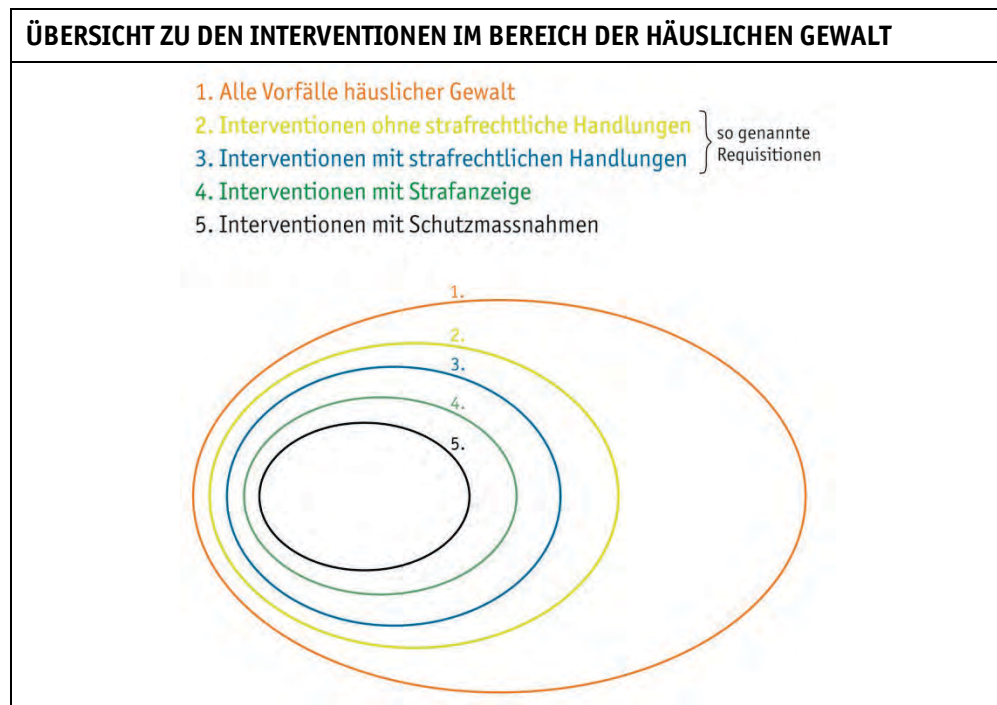 ÜBERSICHT ZU DEN INTERVENTIONEN IM BEREICH DER HÄUSLICHEN GEWALT
1. Alle Vorfälle häuslicher Gewalt
2. Interventionen ohne strafrechtliche Handlungen
3. Interventionen mit strafrechtlichen Handlungen
so genannte
Requisitionen
4. Interventionen mit Strafanzeige
5. Interventionen mit Schutzmassnahmen
1.
2.
3.
4.
5.